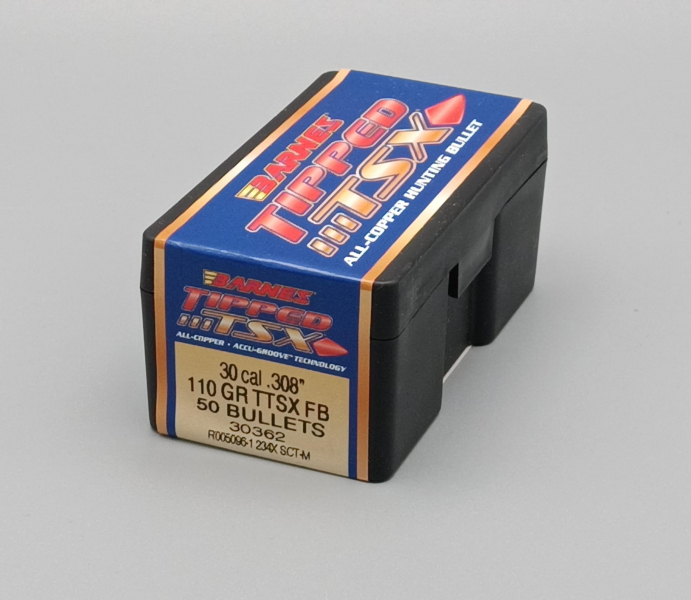 BARNES
TIPPED
TSX
ALL-COPPER HUNTING BULLET
BARNES
TIPPED
TSX
ALL-COPPER • ACCU-GROOVE™ TECHNOLOGY
30 cal .308"
110 GR TTSX FB
50 BULLETS
30362
R005096-1 234X SCT-M